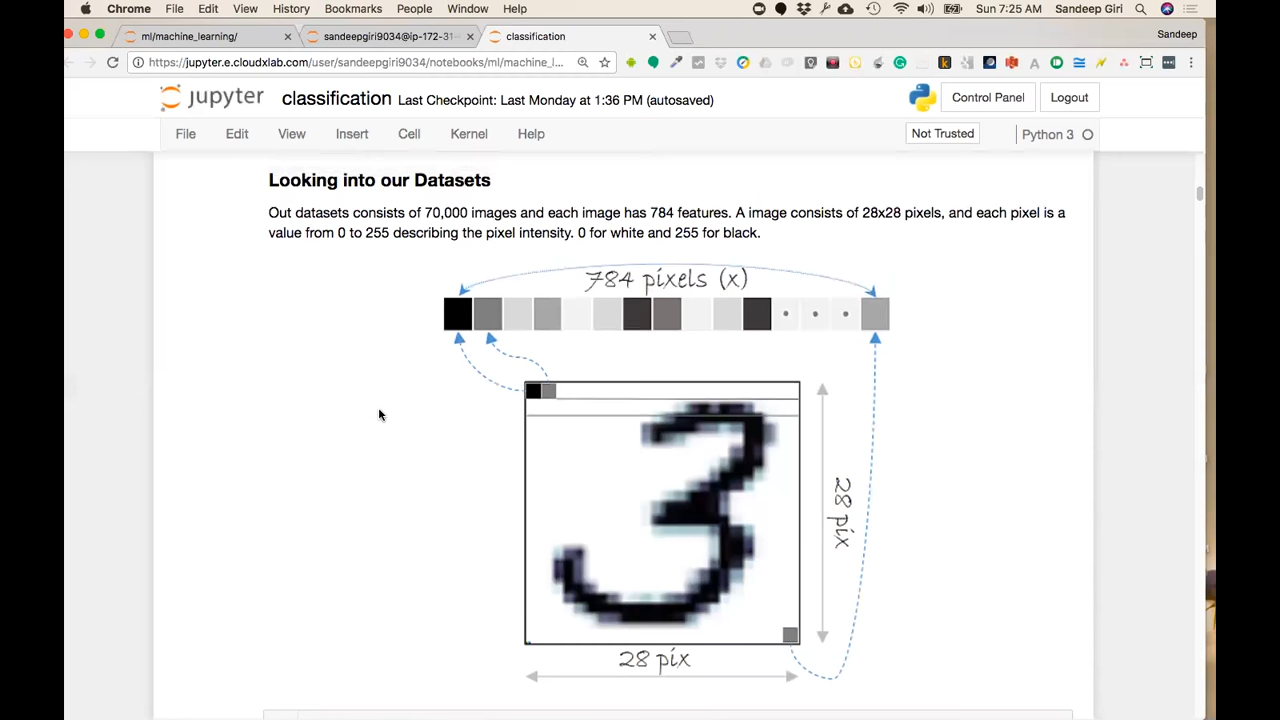 Chrome File Edit View History Bookmarks People Window Help Sun 7:25 AM Sandeep Giri
ml/machine_learning/ sandeepgiri9034@ip-172-31- classification Sandeep
https://jupyter.e.cloudxlab.com/user/sandeepgiri9034/notebooks/ml/machine_l...
jupyter classification Last Checkpoint: Last Monday at 1:36 PM (autosaved) Control Panel Logout
File Edit View Insert Cell Kernel Help Not Trusted Python 3
Looking into our Datasets
Out datasets consists of 70,000 images and each image has 784 features. A image consists of 28x28 pixels, and each pixel is a
value from 0 to 255 describing the pixel intensity. 0 for white and 255 for black.
784 pixels (x)
3
28 pix
28 pix